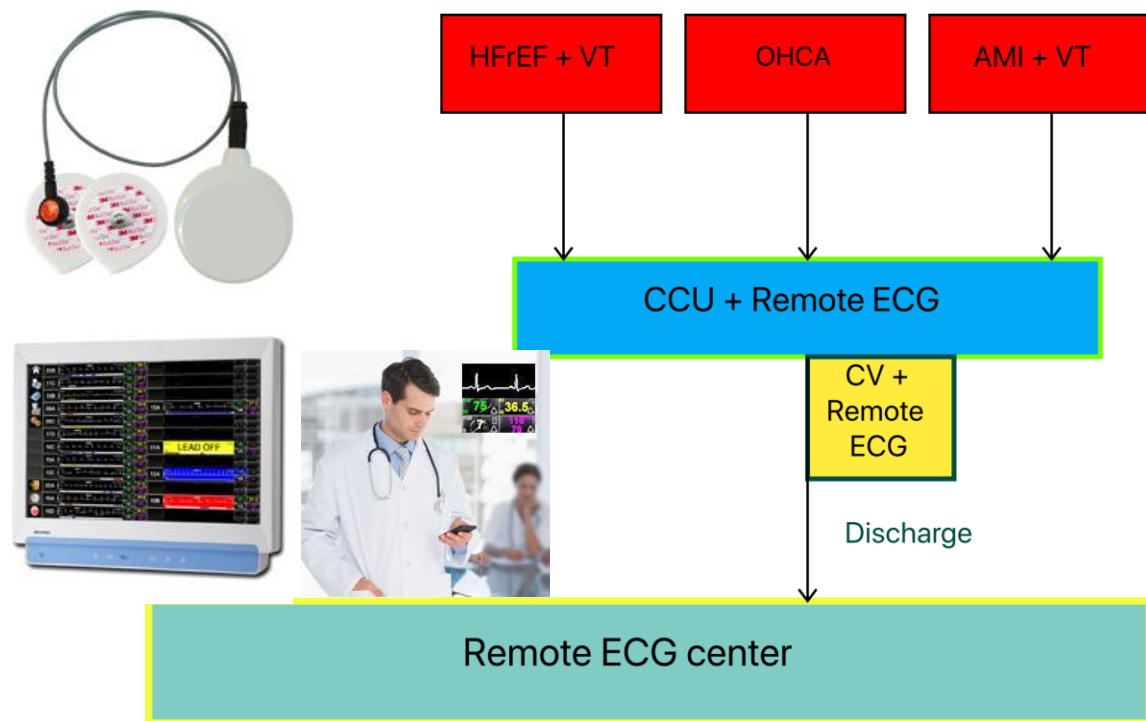 HFrEF + VT
OHCA
AMI + VT
CCU + Remote ECG
CV +
Remote
ECG
LEAD OFF
75
36.5
Discharge
Remote ECG center